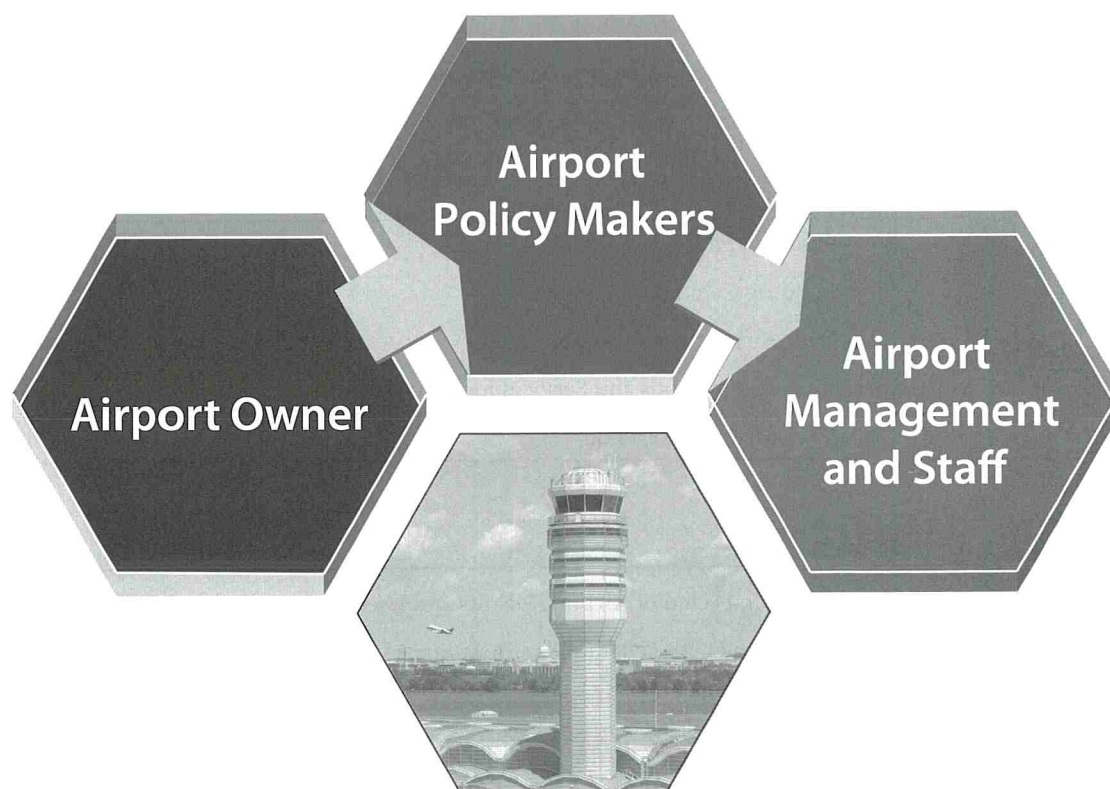 Airport
Policy Makers
Airport Owner
Airport
Management
and Staff